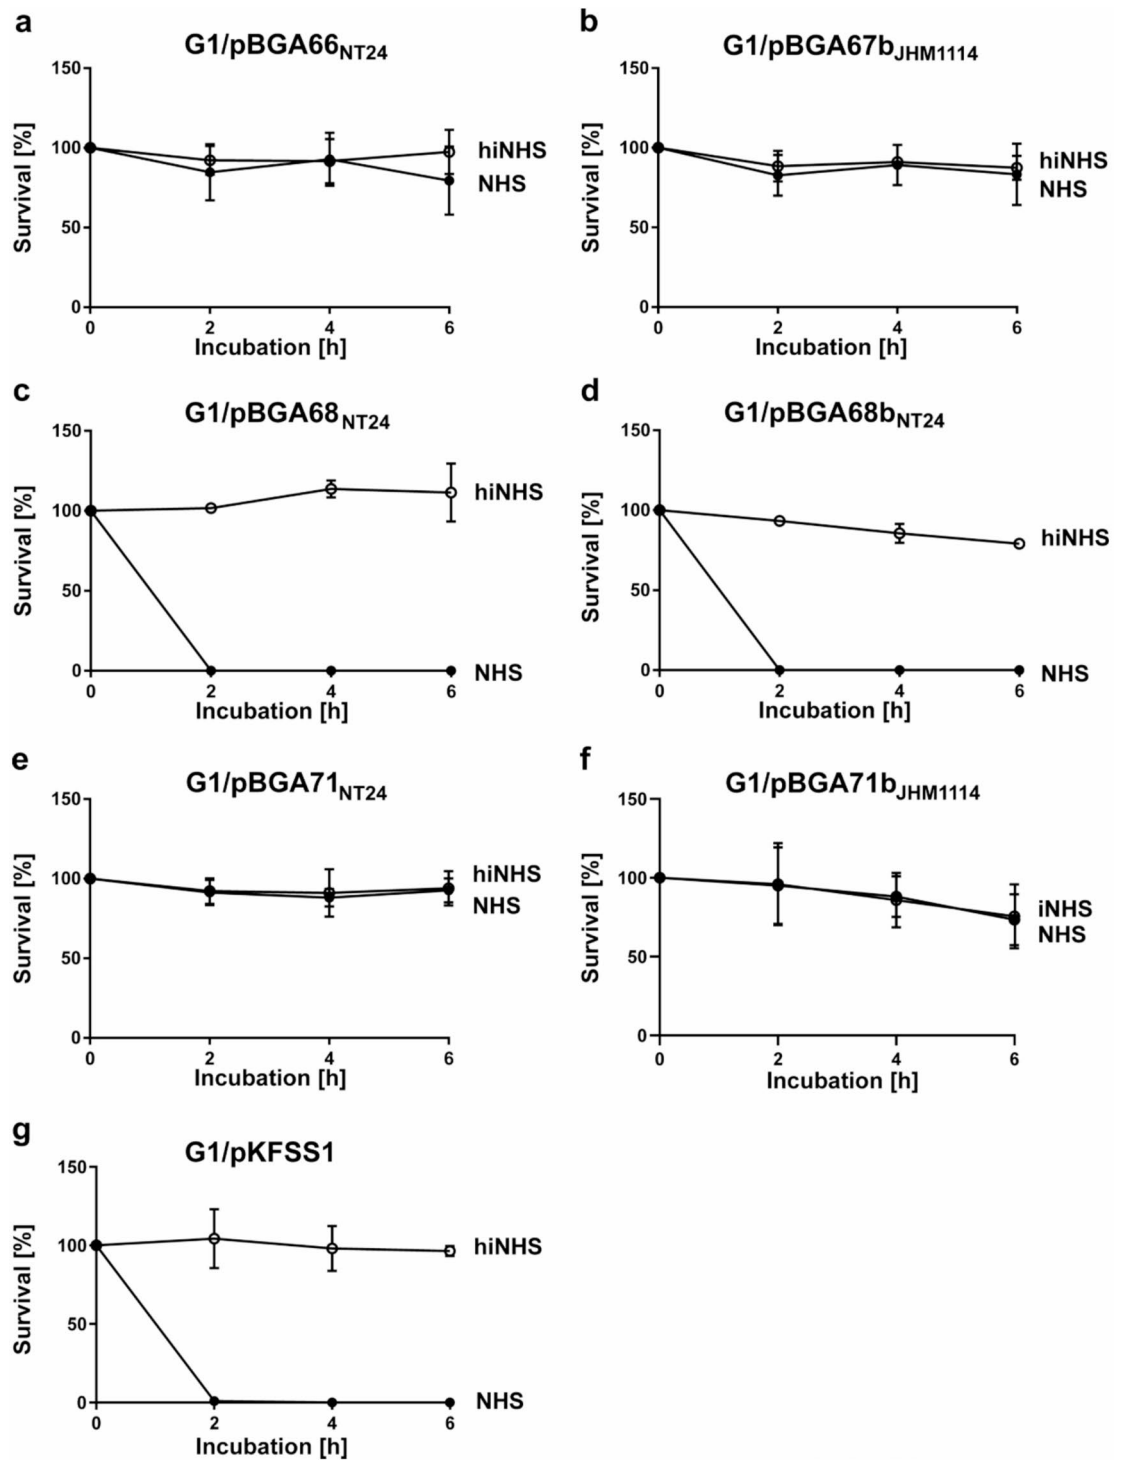 a
G1/pBGA66NT24
150
100
50
0
Survival [%]
hiNHS
NHS
0 2 4 6
Incubation [h]
b
G1/pBGA67bJHM1114
150
100
50
0
Survival [%]
hiNHS
NHS
0 2 4 6
Incubation [h]
c
G1/pBGA68NT24
150
100
50
0
Survival [%]
hiNHS
NHS
0 2 4 6
Incubation [h]
d
G1/pBGA68bNT24
150
100
50
0
Survival [%]
hiNHS
NHS
0 2 4 6
Incubation [h]
e
G1/pBGA71NT24
150
100
50
0
Survival [%]
hiNHS
NHS
0 2 4 6
Incubation [h]
f
G1/pBGA71bJHM1114
150
100
50
0
Survival [%]
iNHS
NHS
0 2 4 6
Incubation [h]
g
G1/pKFSS1
150
100
50
0
Survival [%]
hiNHS
NHS
0 2 4 6
Incubation [h]